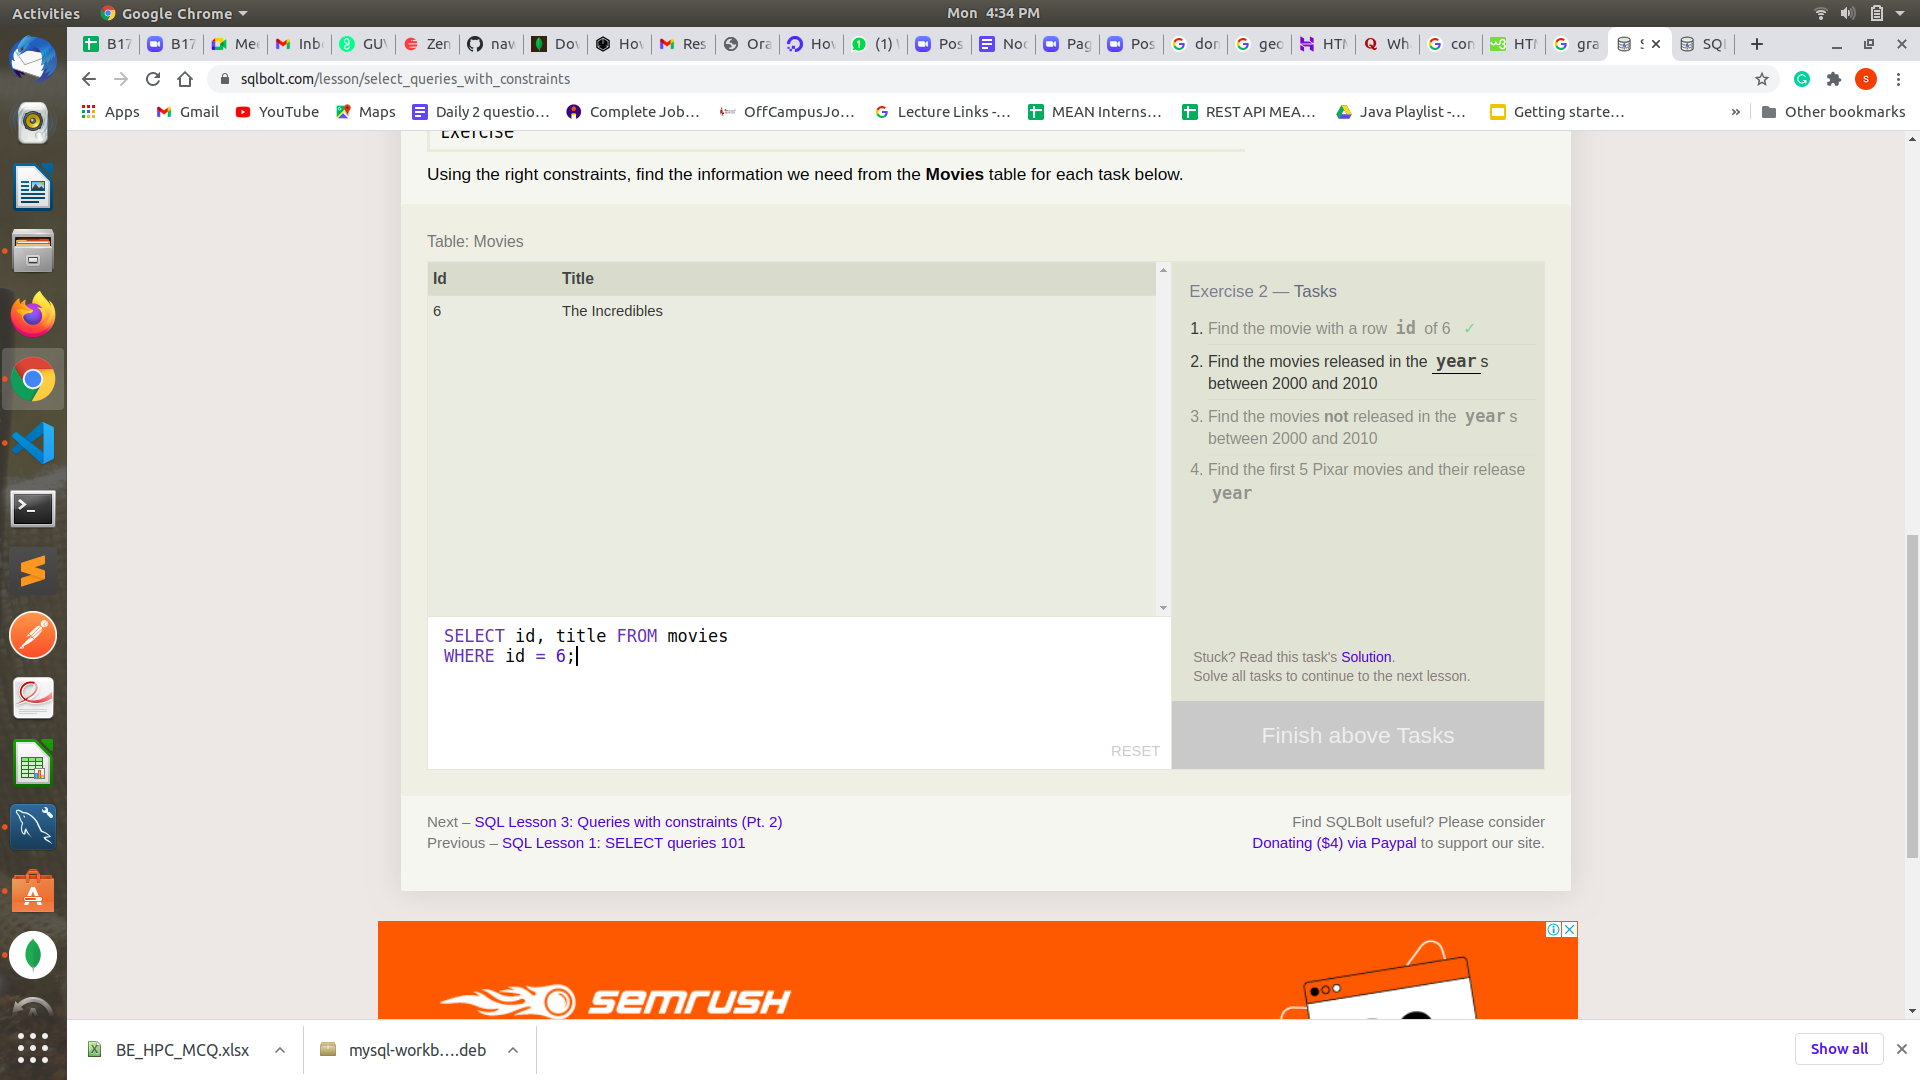 Activities
Google Chrome
Mon 4:34 PM
B17
B17
Mee
Inb
GUV
Zen
nav
Dov
Hov
Res
Ora
Hov
(1)
Pos
Noc
Pag
Pos
don
geo
HTM
Wha
con
HTM
gra
S
SQL
sqlbolt.com/lesson/select_queries_with_constraints
Apps
Gmail
YouTube
Maps
Daily 2 questio...
Complete Job...
OffCampusJo...
Lecture Links -...
MEAN Interns...
REST API MEA...
Java Playlist -...
Getting starte...
»
Other bookmarks
Exercise
Using the right constraints, find the information we need from the Movies table for each task below.
Table: Movies
Id Title
6 The Incredibles
Exercise 2 — Tasks
1. Find the movie with a row id of 6 ✓
2. Find the movies released in the years
between 2000 and 2010
3. Find the movies not released in the years
between 2000 and 2010
4. Find the first 5 Pixar movies and their release
year
SELECT id, title FROM movies
WHERE id = 6;
RESET
Stuck? Read this task's Solution.
Solve all tasks to continue to the next lesson.
Finish above Tasks
Next – SQL Lesson 3: Queries with constraints (Pt. 2)
Previous – SQL Lesson 1: SELECT queries 101
Find SQLBolt useful? Please consider
Donating ($4) via Paypal to support our site.
SEMRUSH
BE_HPC_MCQ.xlsx
mysql-workb....deb
Show all